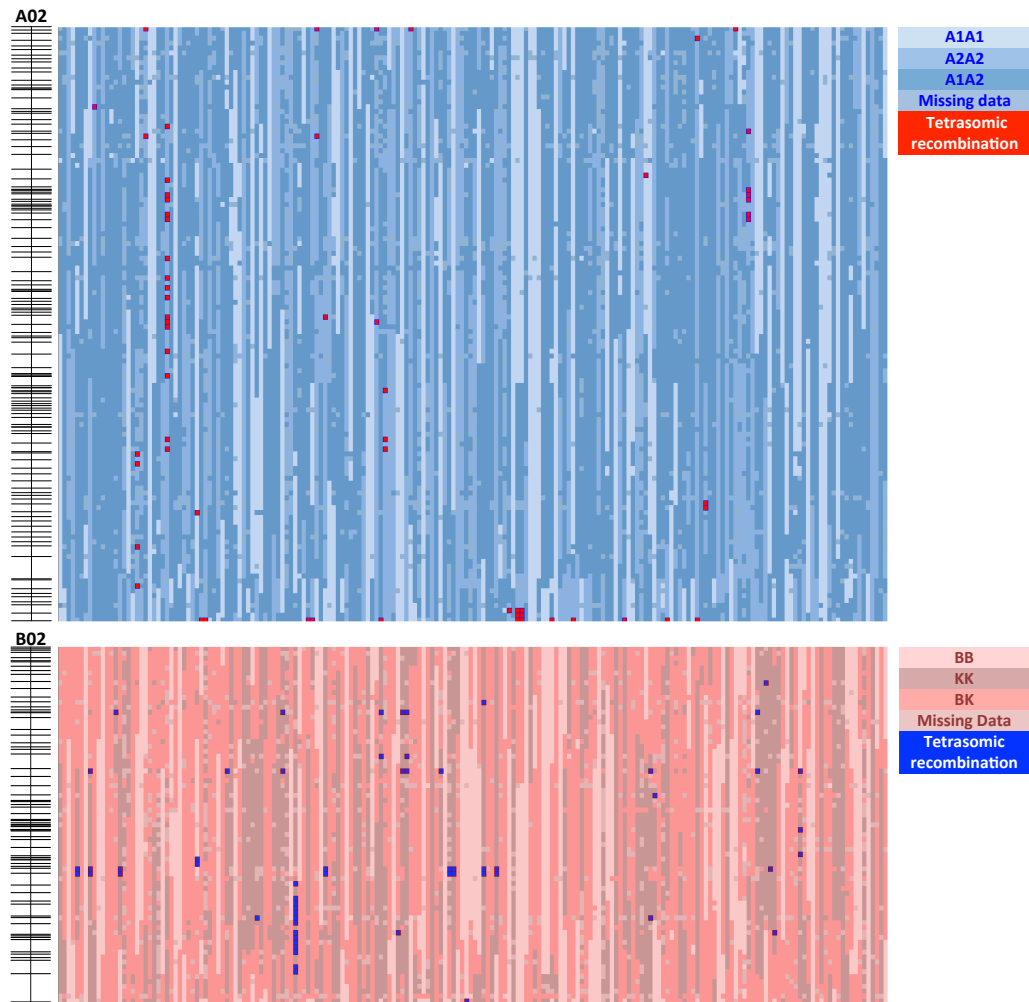 A02
A1A1
A2A2
A1A2
Missing data
Tetrasomic
recombination
B02
BB
KK
BK
Missing Data
Tetrasomic
recombination